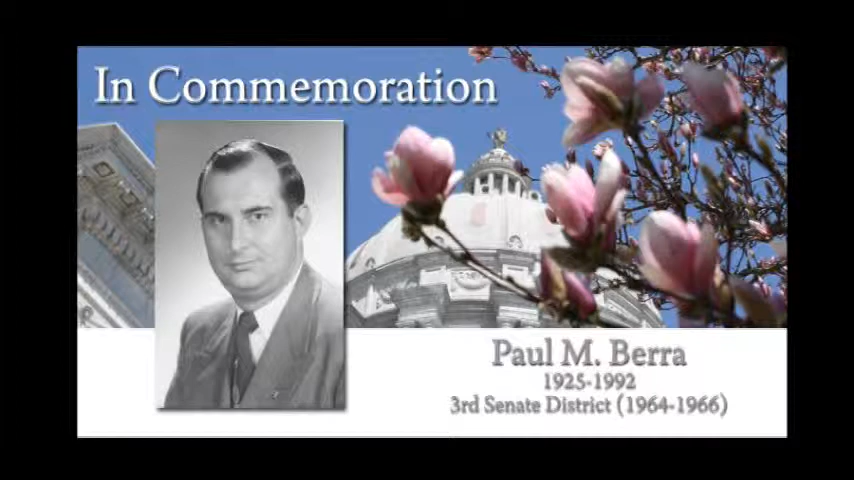 In Commemoration
Paul M. Berra
1925-1992
3rd Senate District (1964-1966)